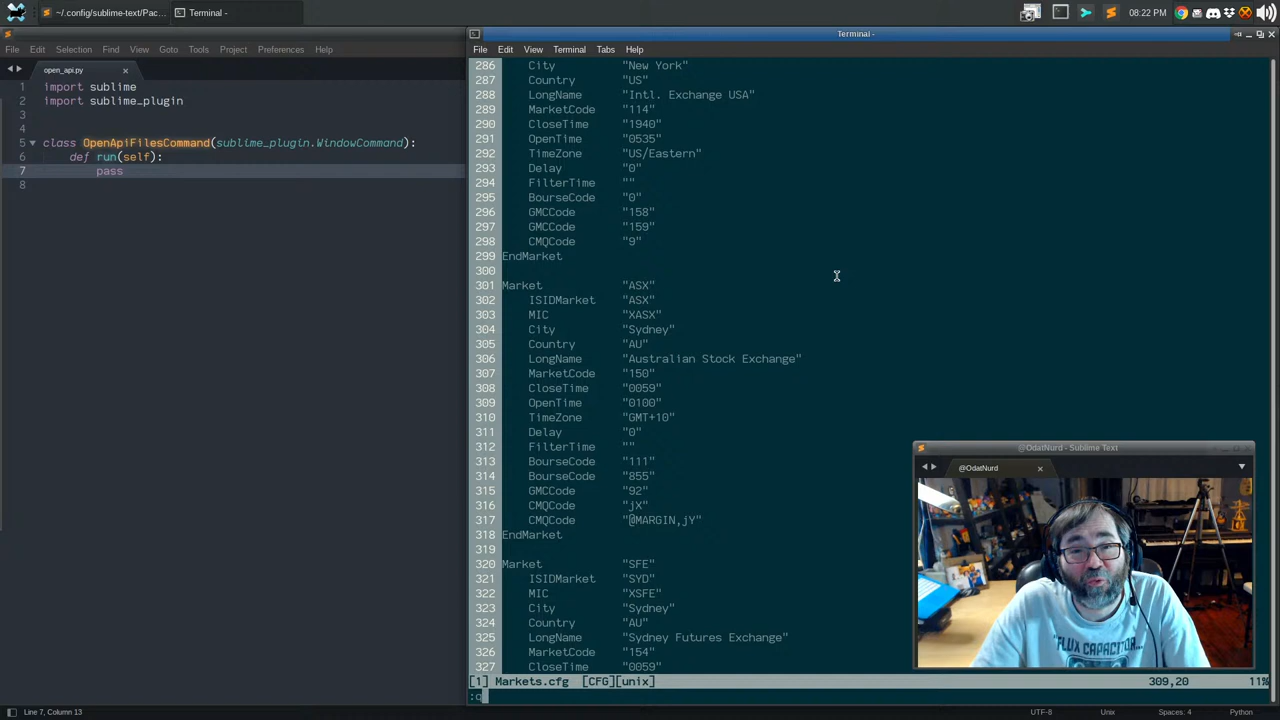 ~/.config/sublime-text/Pac...
Terminal -
08:22 PM
Terminal -
File Edit Selection Find View Goto Tools Project Preferences Help
File Edit View Terminal Tabs Help
open_api.py
1 import sublime
2 import sublime_plugin
3
4
5 class OpenApiFilesCommand(sublime_plugin.WindowCommand):
6 def run(self):
7 pass
8
286 City "New York"
287 Country "US"
288 LongName "Intl. Exchange USA"
289 MarketCode "114"
290 CloseTime "1940"
291 OpenTime "0535"
292 TimeZone "US/Eastern"
293 Delay "0"
294 FilterTime ""
295 BourseCode "0"
296 GMCCode "158"
297 GMCCode "159"
298 CMQCode "9"
299 EndMarket
300
301 Market "ASX"
302 ISIDMarket "ASX"
303 MIC "XASX"
304 City "Sydney"
305 Country "AU"
306 LongName "Australian Stock Exchange"
307 MarketCode "150"
308 CloseTime "0059"
309 OpenTime "0100"
310 TimeZone "GMT+10"
311 Delay "0"
312 FilterTime ""
313 BourseCode "111"
314 BourseCode "855"
315 GMCCode "92"
316 CMQCode "jX"
317 CMQCode "@MARGIN,jY"
318 EndMarket
319
320 Market "SFE"
321 ISIDMarket "SYD"
322 MIC "XSFE"
323 City "Sydney"
324 Country "AU"
325 LongName "Sydney Futures Exchange"
326 MarketCode "154"
327 CloseTime "0059"
[1] Markets.cfg [CFG][unix] 309,20 11%
:q
@OdatNurd - Sublime Text
@OdatNurd
"FLUX CAPACITOR..."
Line 7, Column 13
UTF-8 Unix Spaces: 4 Python